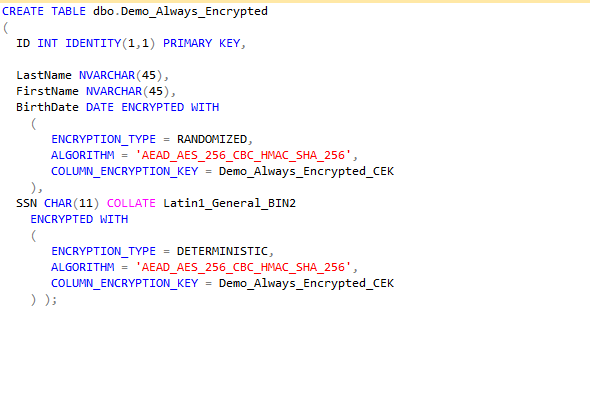 CREATE TABLE dbo.Demo_Always_Encrypted
(
ID INT IDENTITY(1,1) PRIMARY KEY,
LastName NVARCHAR(45),
FirstName NVARCHAR(45),
BirthDate DATE ENCRYPTED WITH
(
ENCRYPTION_TYPE = RANDOMIZED,
ALGORITHM = 'AEAD_AES_256_CBC_HMAC_SHA_256',
COLUMN_ENCRYPTION_KEY = Demo_Always_Encrypted_CEK
),
SSN CHAR(11) COLLATE Latin1_General_BIN2
ENCRYPTED WITH
(
ENCRYPTION_TYPE = DETERMINISTIC,
ALGORITHM = 'AEAD_AES_256_CBC_HMAC_SHA_256',
COLUMN_ENCRYPTION_KEY = Demo_Always_Encrypted_CEK
) );